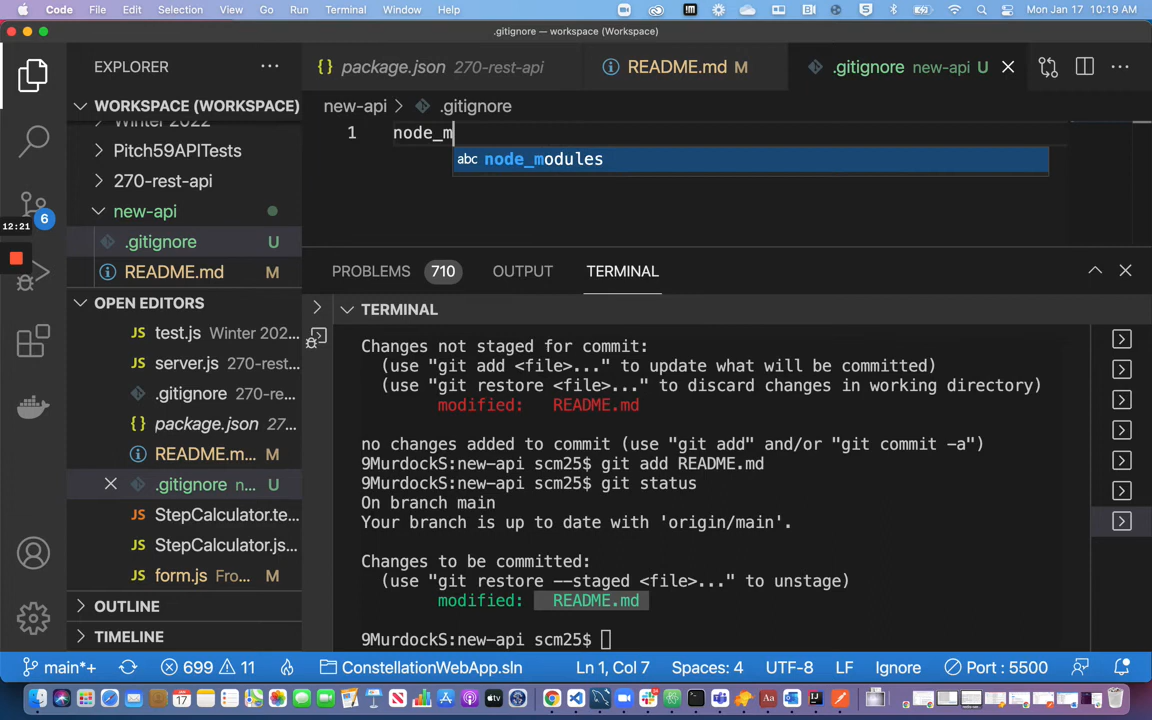 Code File Edit Selection View Go Run Terminal Window Help Mon Jan 17 10:19 AM
.gitignore — workspace (Workspace)
EXPLORER
package.json 270-rest-api
README.md M
.gitignore new-api U
WORKSPACE (WORKSPACE)
Winter 2022
Pitch59APITests
270-rest-api
new-api
.gitignore U
README.md M
OPEN EDITORS
JS test.js Winter 202...
JS server.js 270-rest...
.gitignore 270-re...
{ } package.json 27...
README.m... M
.gitignore n... U
JS StepCalculator.te...
JS StepCalculator.js...
JS form.js Fro... M
OUTLINE
TIMELINE
6
12:21
new-api > .gitignore
1 node_m
abc node_modules
PROBLEMS 710 OUTPUT TERMINAL
TERMINAL
Changes not staged for commit:
(use "git add <file>..." to update what will be committed)
(use "git restore <file>..." to discard changes in working directory)
modified: README.md
no changes added to commit (use "git add" and/or "git commit -a")
9MurdockS:new-api scm25$ git add README.md
9MurdockS:new-api scm25$ git status
On branch main
Your branch is up to date with 'origin/main'.
Changes to be committed:
(use "git restore --staged <file>..." to unstage)
modified: README.md
9MurdockS:new-api scm25$
main*+ 699 11 ConstellationWebApp.sln Ln 1, Col 7 Spaces: 4 UTF-8 LF Ignore Port : 5500